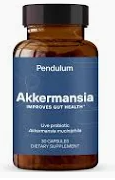 Pendulum
Akkermansia
IMPROVES GUT HEALTH*
Live probiotic
Akkermansia muciniphila
30 CAPSULES
DIETARY SUPPLEMENT